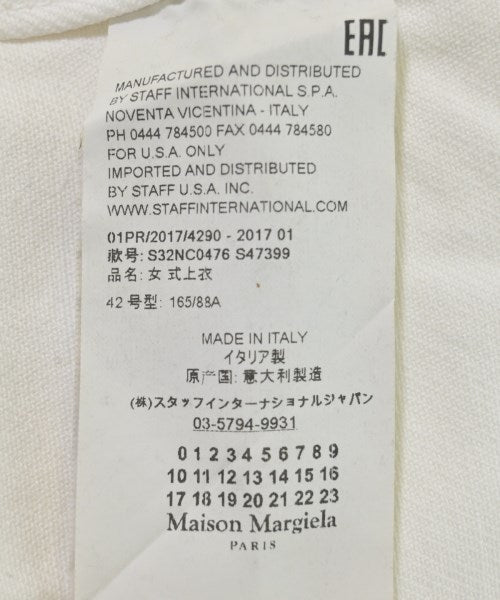 EAC
MANUFACTURED AND DISTRIBUTED
BY STAFF INTERNATIONAL S.P.A.
NOVENTA VICENTINA - ITALY
PH 0444 784500 FAX 0444 784580
FOR U.S.A. ONLY
IMPORTED AND DISTRIBUTED
BY STAFF U.S.A. INC.
WWW.STAFFINTERNATIONAL.COM
01PR/2017/4290 - 2017 01
款号: S32NC0476 S47399
品名: 女 式上衣
42 号型: 165/88A
MADE IN ITALY
イタリア製
原产国: 意大利製造
(株)スタッフインターナショナルジャパン
03-5794-9931
0 1 2 3 4 5 6 7 8 9
10 11 12 13 14 15 16
17 18 19 20 21 22 23
Maison Margiela
PARIS